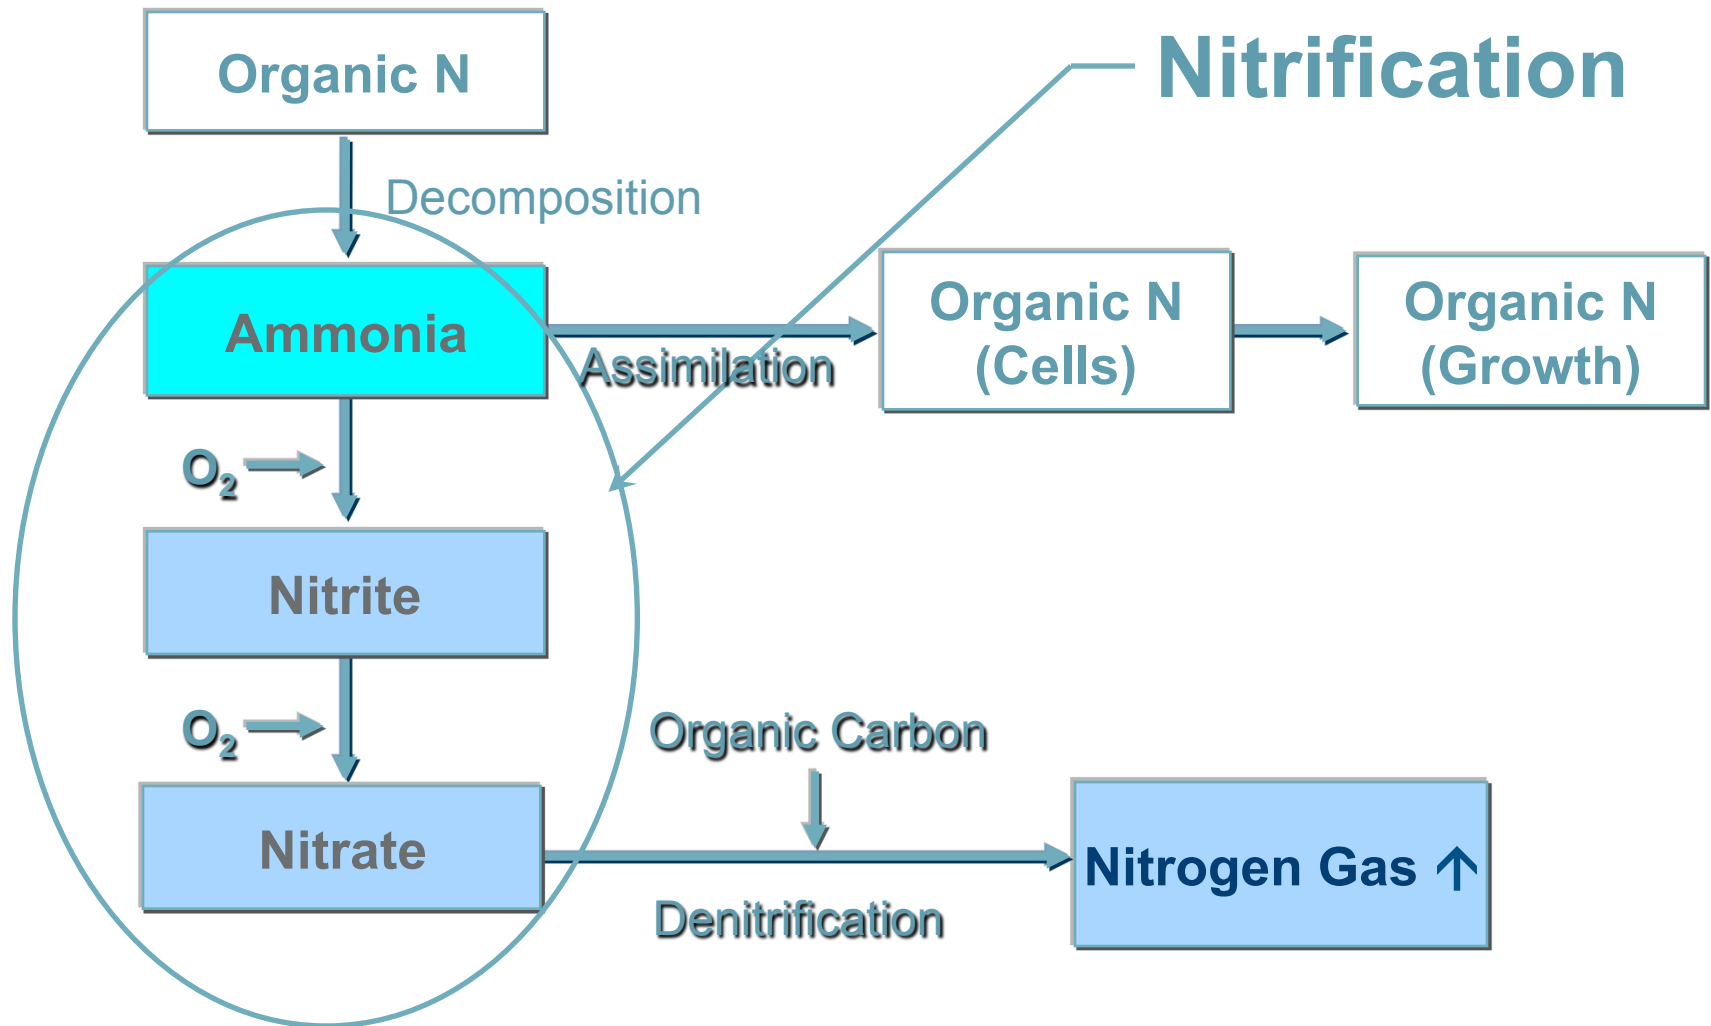 Organic N
Nitrification
Decomposition
Ammonia
Assimilation
Organic N
(Cells)
Organic N
(Growth)
O₂
Nitrite
O₂
Organic Carbon
Nitrate
Nitrogen Gas ↑
Denitrification